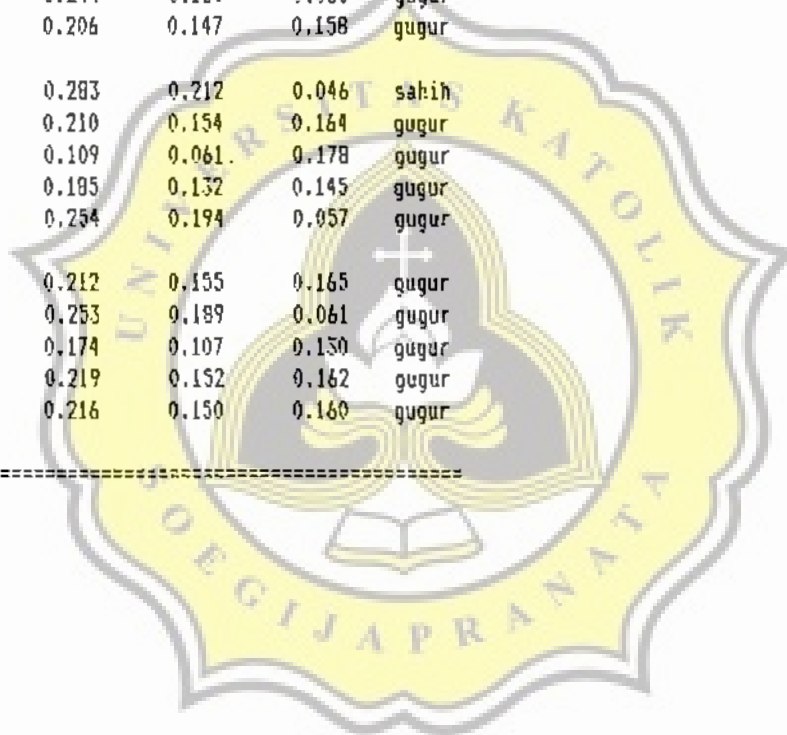 0.206 0.147 0.158 gugur
0.283 0.212 0.046 sahih
0.210 0.154 0.164 gugur
0.109 0.061. 0.178 gugur
0.185 0.132 0.145 gugur
0.254 0.194 0.057 gugur
0.212 0.155 0.165 gugur
0.253 0.189 0.061 gugur
0.174 0.107 0.130 gugur
0.219 0.152 0.162 gugur
0.216 0.150 0.160 gugur
UNIVERSITAS KATOLIK
SOEGIJAPRANATA